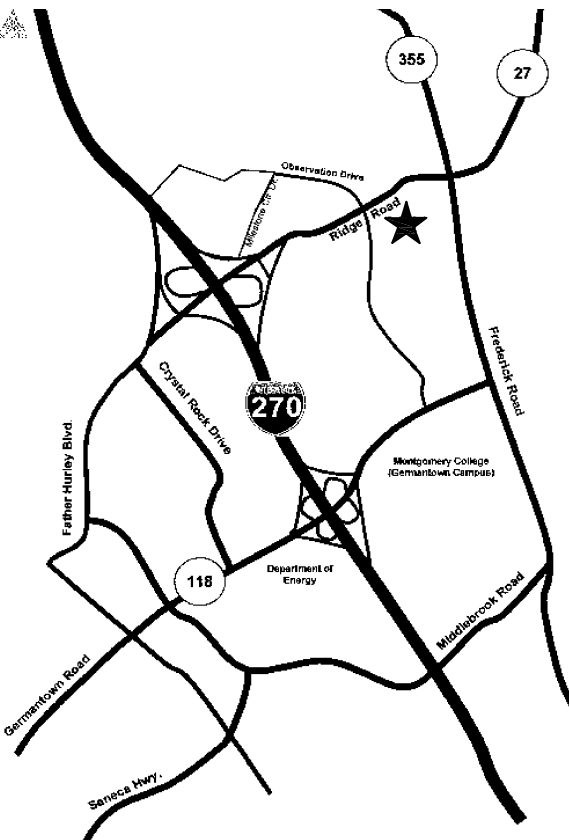 355
27
Observation Drive
Milestone Ctr. Dr.
Ridge Road
Frederick Road
Crystal Rock Drive
270
Father Hurley Blvd.
Montgomery College
(Germantown Campus)
118
Department of
Energy
Middlebrook Road
Germantown Road
Seneca Hwy.